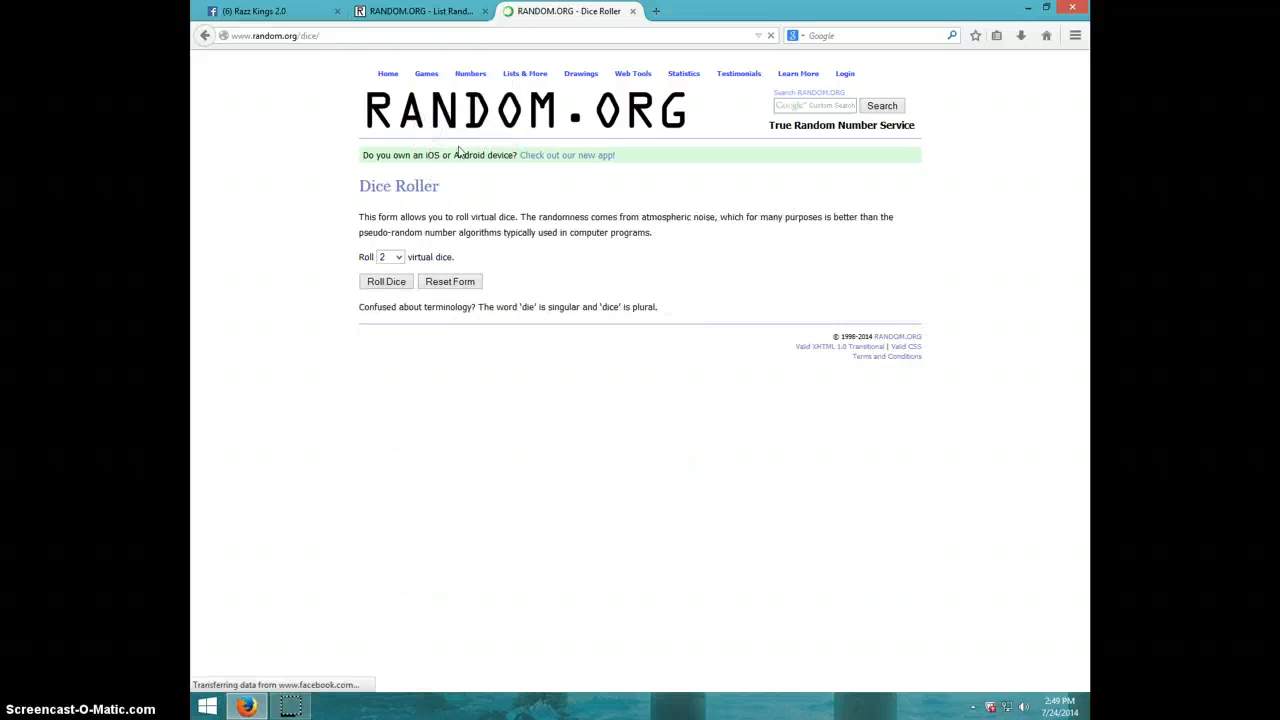 (6) Razz Kings 2.0
RANDOM.ORG - List Rand...
RANDOM.ORG - Dice Roller
www.random.org/dice/
Google
Home Games Numbers Lists & More Drawings Web Tools Statistics Testimonials Learn More Login
RANDOM.ORG
Search RANDOM.ORG
Google™ Custom Search
Search
True Random Number Service
Do you own an iOS or Android device? Check out our new app!
Dice Roller
This form allows you to roll virtual dice. The randomness comes from atmospheric noise, which for many purposes is better than the
pseudo-random number algorithms typically used in computer programs.
Roll 2 virtual dice.
Roll Dice Reset Form
Confused about terminology? The word 'die' is singular and 'dice' is plural.
© 1998-2014 RANDOM.ORG
Valid XHTML 1.0 Transitional | Valid CSS
Terms and Conditions
Transferring data from www.facebook.com...
2:49 PM
7/24/2014
Screencast-O-Matic.com